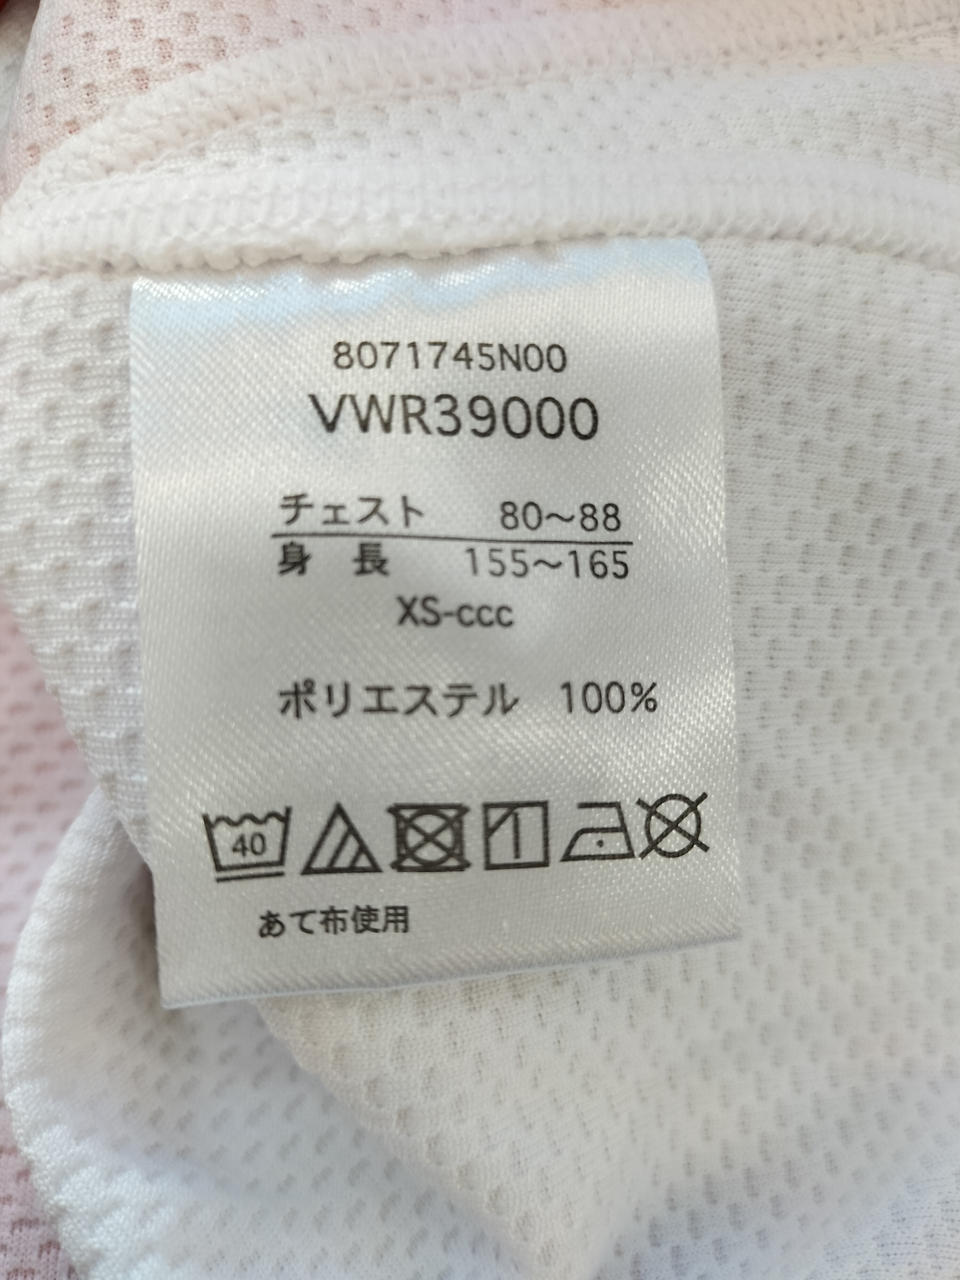 8071745N00
VWR39000
チェスト 80～88
身 長 155～165
XS-ccc
ポリエステル 100%
40
あて布使用